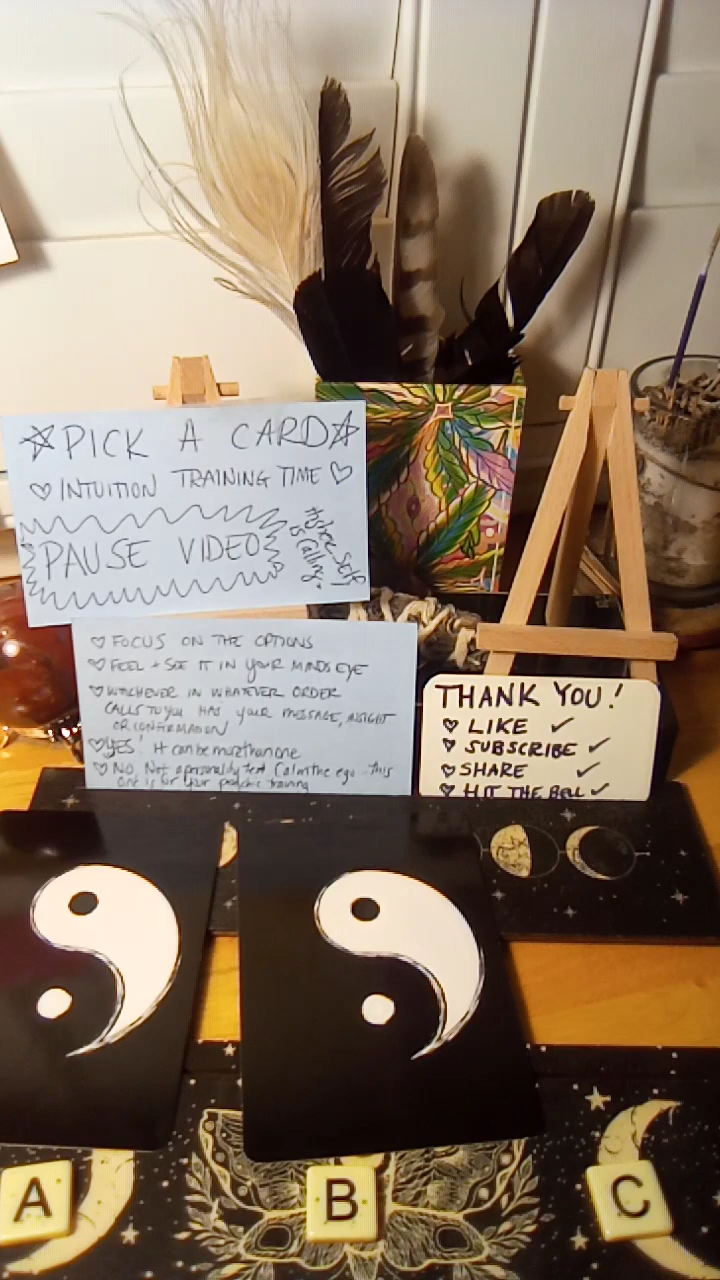 ☆PICK A CARD☆
♡ INTUITION TRAINING TIME ♡
PAUSE VIDEO
is calling.
♡ FOCUS ON THE OPTIONS
♡ FEEL + SEE IT IN YOUR MINDS EYE
♡ WHICHEVER IN WHATEVER ORDER
CALLS TO YOU HAS YOUR MESSAGE, INSIGHT
OR CONFIRMATION
♡ YES! It can be more than one
♡ NO, Not a personality test Calm the ego - this
one is for your psychic training
THANK YOU!
♡ LIKE ✓
♡ SUBSCRIBE ✓
♡ SHARE ✓
♡ HIT THE BELL ✓
A
B
C